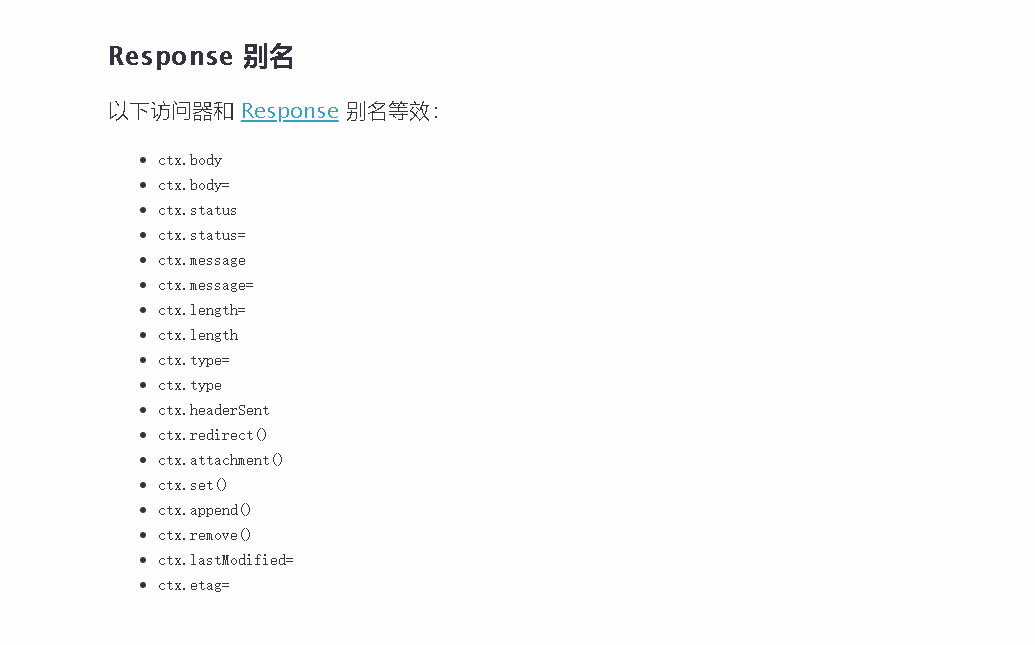 Response 别名
以下访问器和 Response 别名等效：
ctx.body
ctx.body=
ctx.status
ctx.status=
ctx.message
ctx.message=
ctx.length=
ctx.length
ctx.type=
ctx.type
ctx.headerSent
ctx.redirect()
ctx.attachment()
ctx.set()
ctx.append()
ctx.remove()
ctx.lastModified=
ctx.etag=